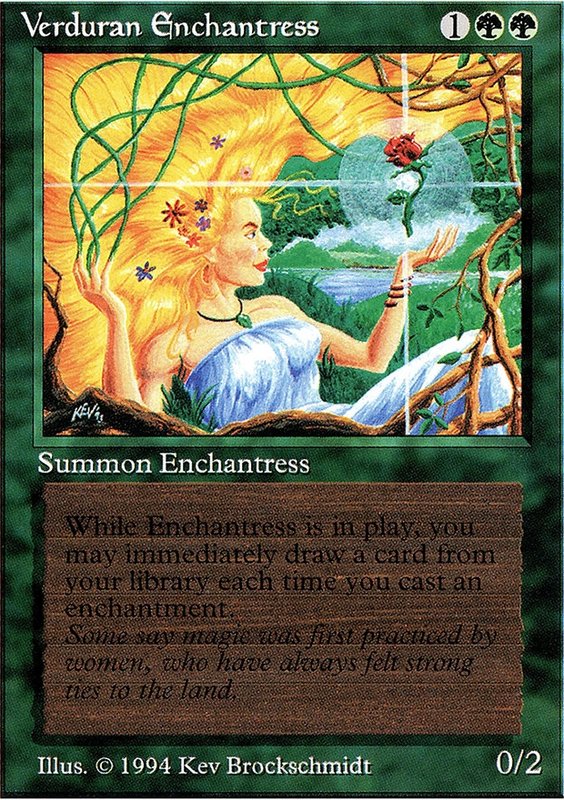 Verduran Enchantress 1
KEV 93
Summon Enchantress
While Enchantress is in play, you
may immediately draw a card from
your library each time you cast an
enchantment.
Some say magic was first practiced by
women, who have always felt strong
ties to the land.
Illus. © 1994 Kev Brockschmidt 0/2